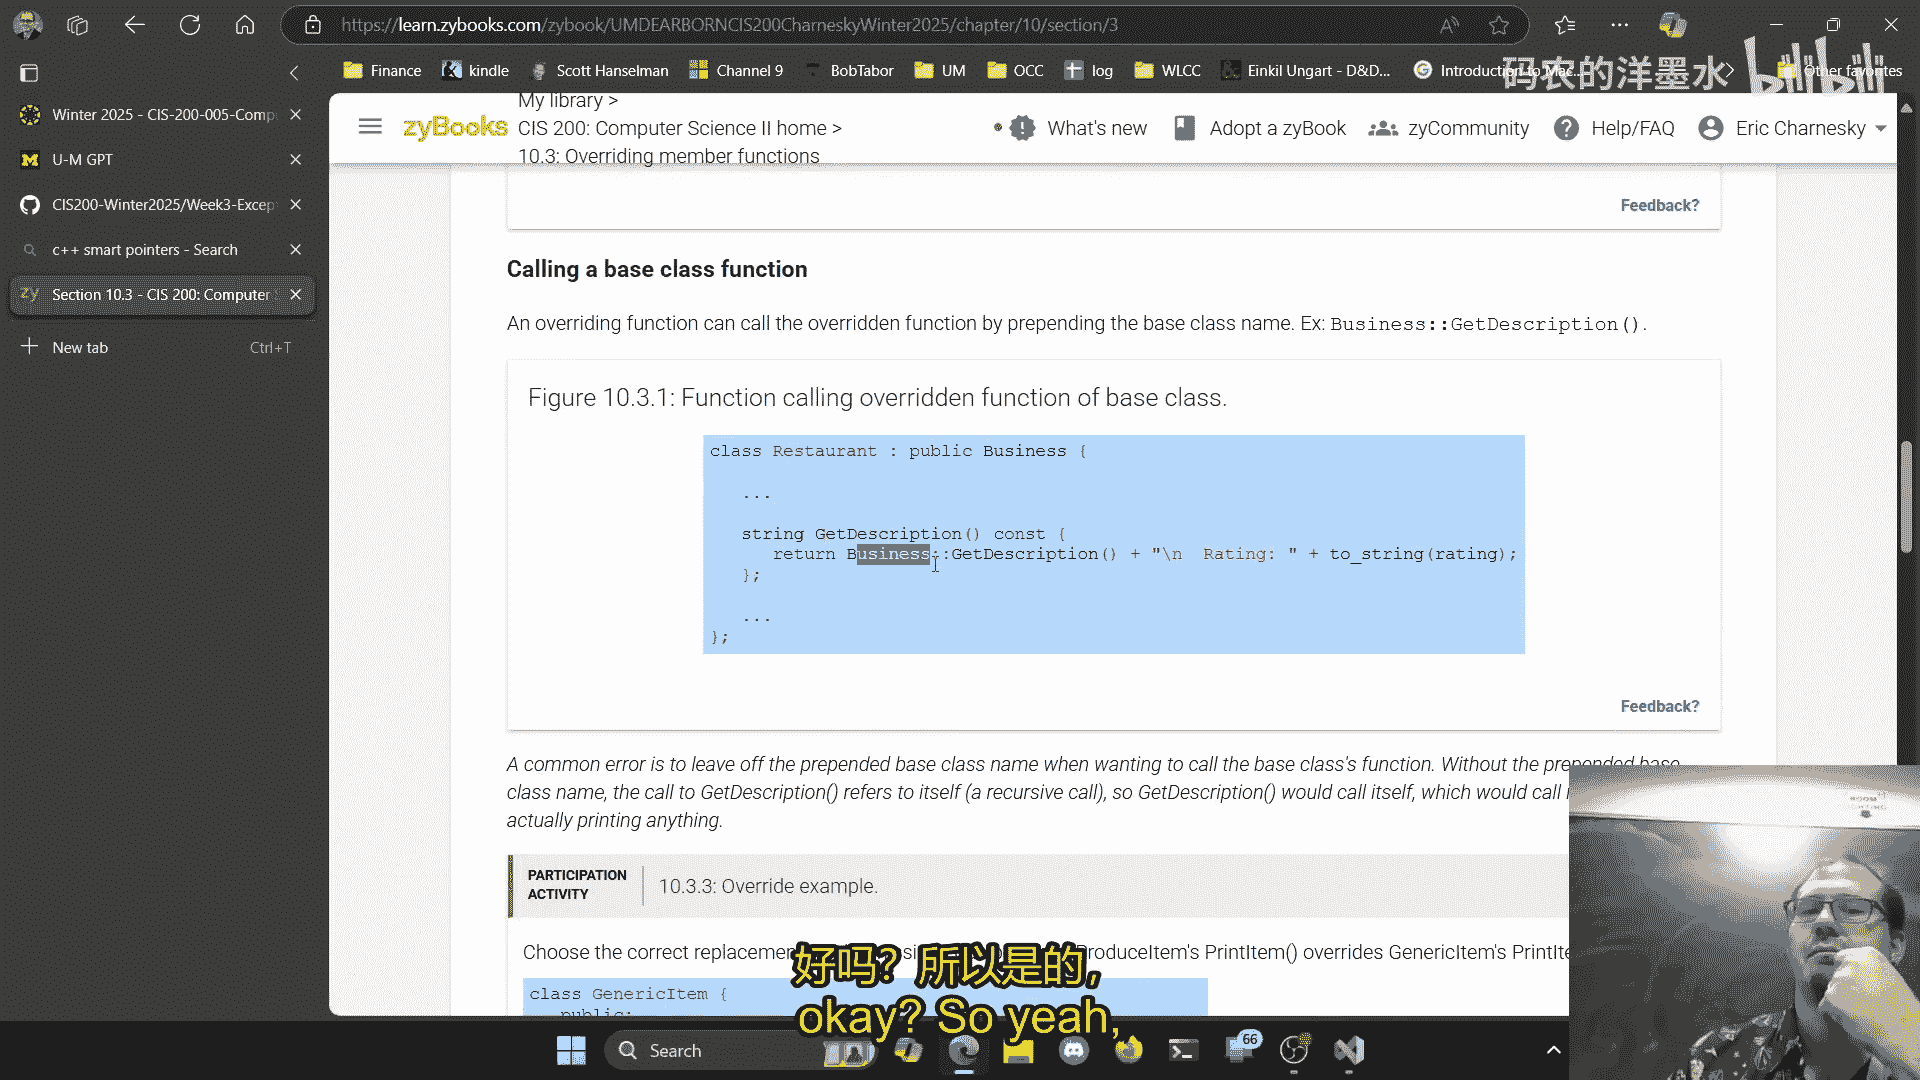 https://learn.zybooks.com/zybook/UMDEARBORNCIS200CharneskyWinter2025/chapter/10/section/3
Finance
kindle
Scott Hanselman
Channel 9
BobTabor
UM
OCC
log
WLCC
Einkil Ungart - D&D...
Introduction to Mac...
Other favorites
码农的洋墨水
bilibili
Winter 2025 - CIS-200-005-Comp
U-M GPT
CIS200-Winter2025/Week3-Excep
c++ smart pointers - Search
Section 10.3 - CIS 200: Computer
New tab
Ctrl+T
zyBooks
My library >
CIS 200: Computer Science II home >
10.3: Overriding member functions
What's new
Adopt a zyBook
zyCommunity
Help/FAQ
Eric Charnesky
Feedback?
Calling a base class function
An overriding function can call the overridden function by prepending the base class name. Ex: Business::GetDescription().
Figure 10.3.1: Function calling overridden function of base class.
class Restaurant : public Business {
...
string GetDescription() const {
return Business::GetDescription() + "\n  Rating: " + to_string(rating);
};
...
};
Feedback?
A common error is to leave off the prepended base class name when wanting to call the base class's function. Without the prepended base
class name, the call to GetDescription() refers to itself (a recursive call), so GetDescription() would call itself, which would call
actually printing anything.
PARTICIPATION
ACTIVITY
10.3.3: Override example.
Choose the correct replacemen
roduceItem's PrintItem() overrides GenericItem's PrintIte
class GenericItem {
public:
好吗？所以是的，
okay? So yeah,
Search
66